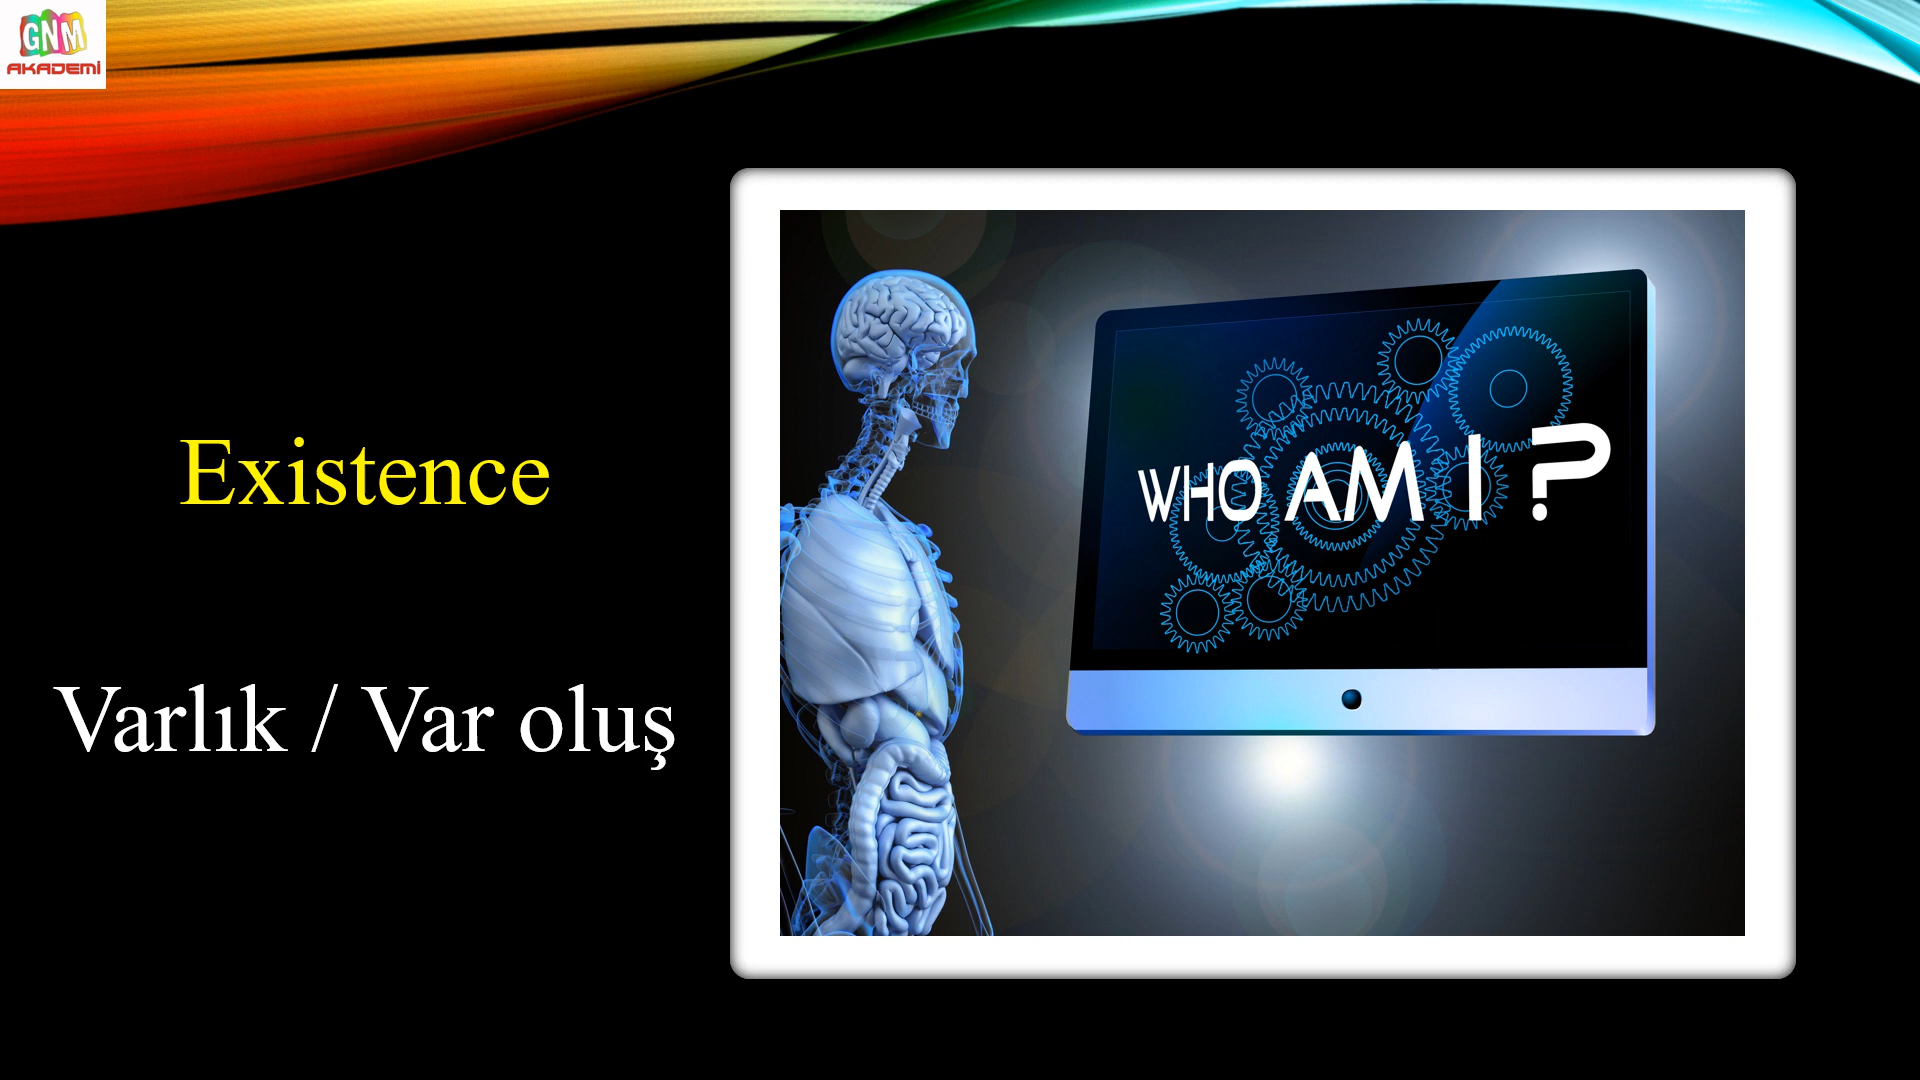 GNM
AKADEMİ
Existence
Varlık / Var oluş
WHO AM I ?